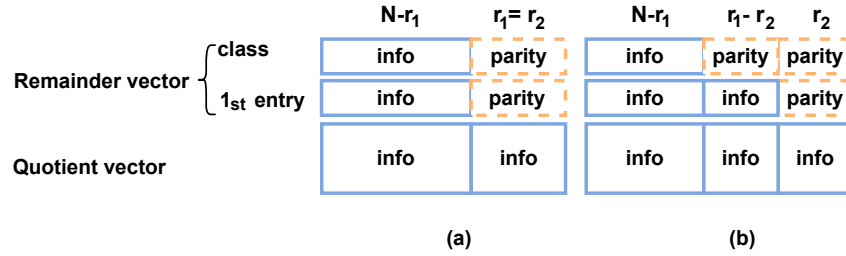 N-r1 r1= r2 N-r1 r1- r2 r2
class info parity info parity parity
Remainder vector
1st entry info parity info info parity
Quotient vector info info info info info
(a) (b)